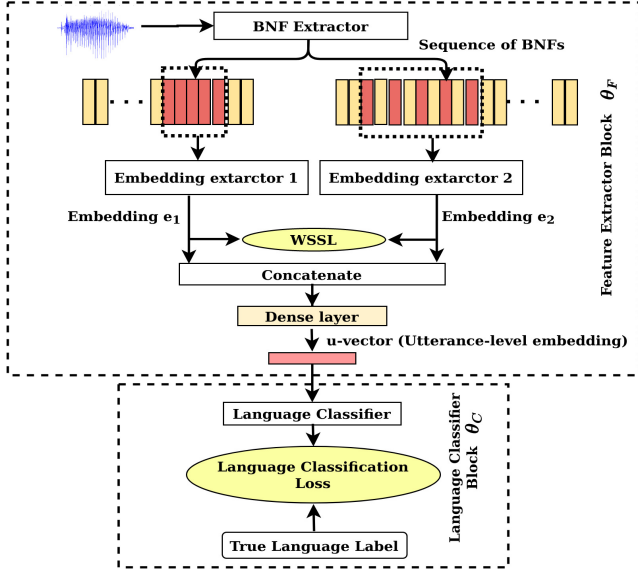 BNF Extractor
Sequence of BNFs
Embedding extarctor 1
Embedding extarctor 2
Embedding e1
Embedding e2
WSSL
Concatenate
Dense layer
u-vector (Utterance-level embedding)
Feature Extractor Block θF
Language Classifier
Language Classification
Loss
True Language Label
Language Classifier
Block θC